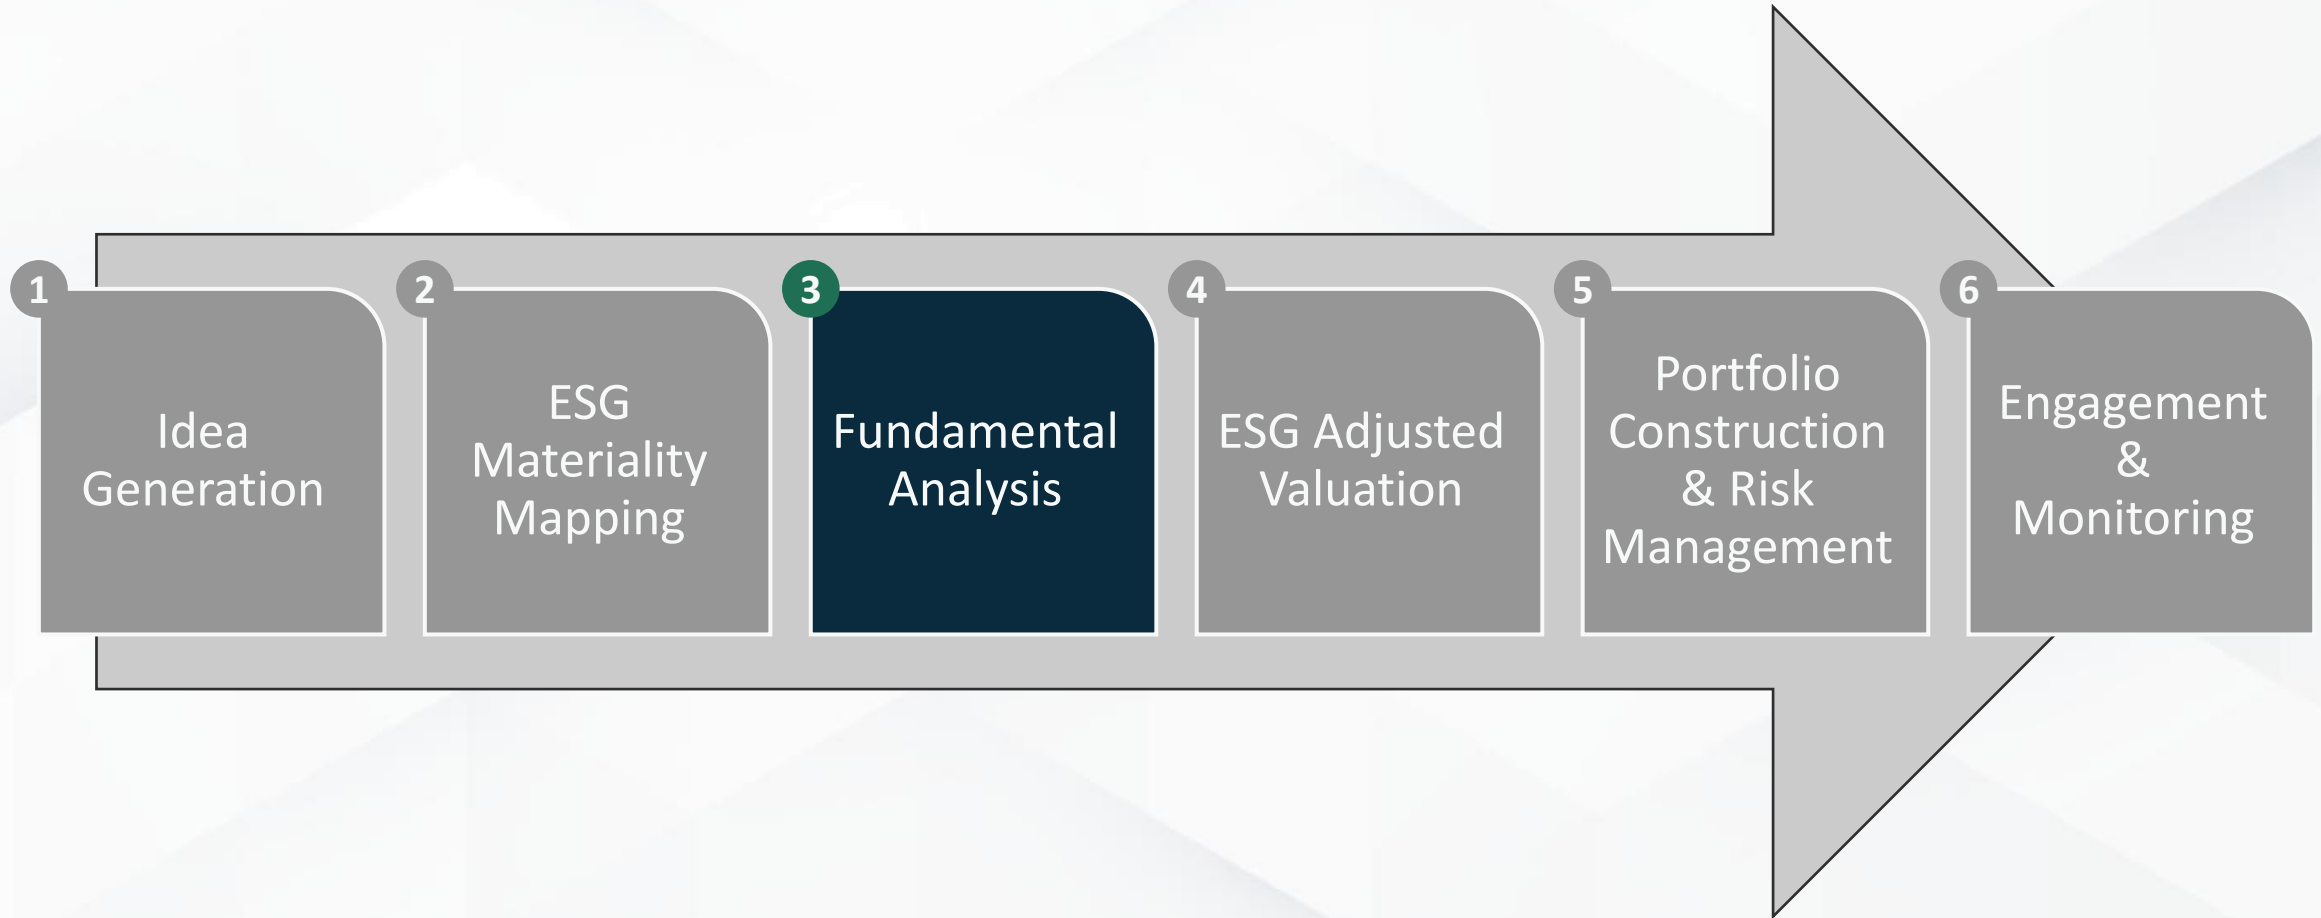 1
Idea
Generation
2
ESG
Materiality
Mapping
3
Fundamental
Analysis
4
ESG Adjusted
Valuation
5
Portfolio
Construction
& Risk
Management
6
Engagement
&
Monitoring